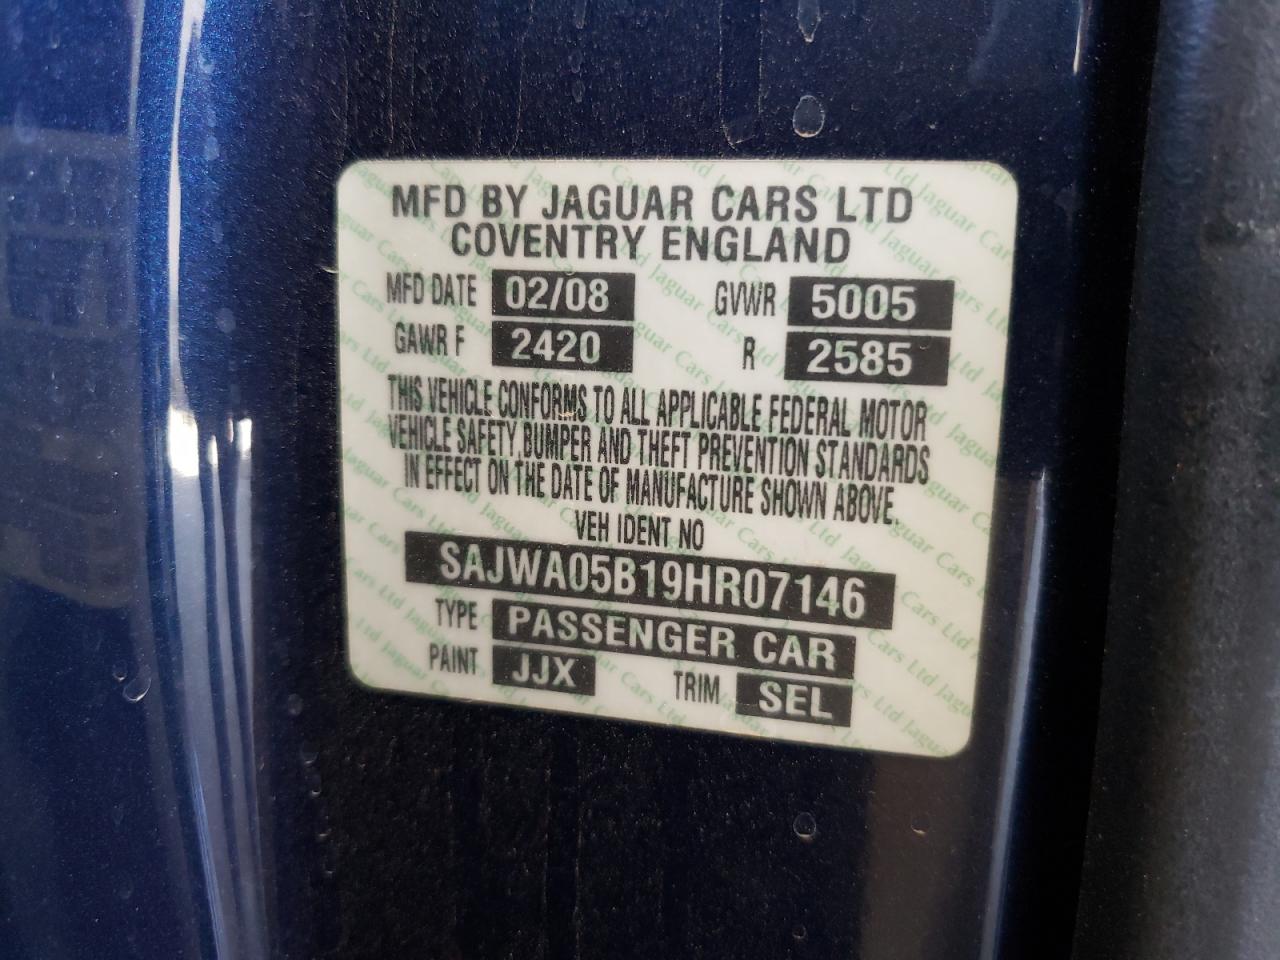 MFD BY JAGUAR CARS LTD
COVENTRY ENGLAND
MFD DATE 02/08 GVWR 5005
GAWR F 2420 R 2585
THIS VEHICLE CONFORMS TO ALL APPLICABLE FEDERAL MOTOR
VEHICLE SAFETY, BUMPER AND THEFT PREVENTION STANDARDS
IN EFFECT ON THE DATE OF MANUFACTURE SHOWN ABOVE.
VEH IDENT NO
SAJWA05B19HR07146
TYPE PASSENGER CAR
PAINT JJX TRIM SEL